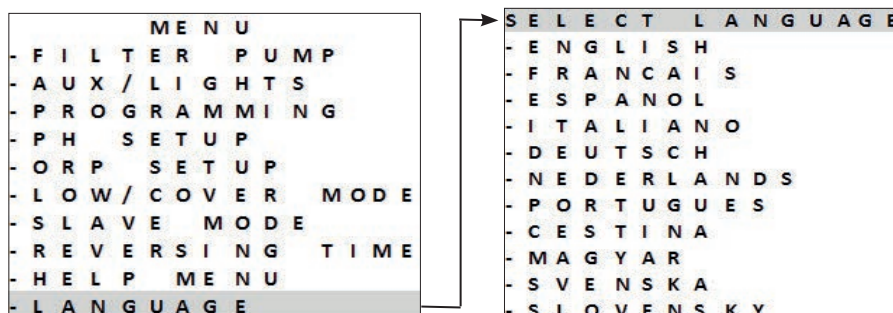 MENU
- FILTER PUMP
- AUX/LIGHTS
- PROGRAMMING
- PH SETUP
- ORP SETUP
- LOW/COVER MODE
- SLAVE MODE
- REVERSING TIME
- HELP MENU
- LANGUAGE
SELECT LANGUAGE
- ENGLISH
- FRANCAIS
- ESPANOL
- ITALIANO
- DEUTSCH
- NEDERLANDS
- PORTUGUES
- CESTINA
- MAGYAR
- SVENSKA
- SLOVENSKY